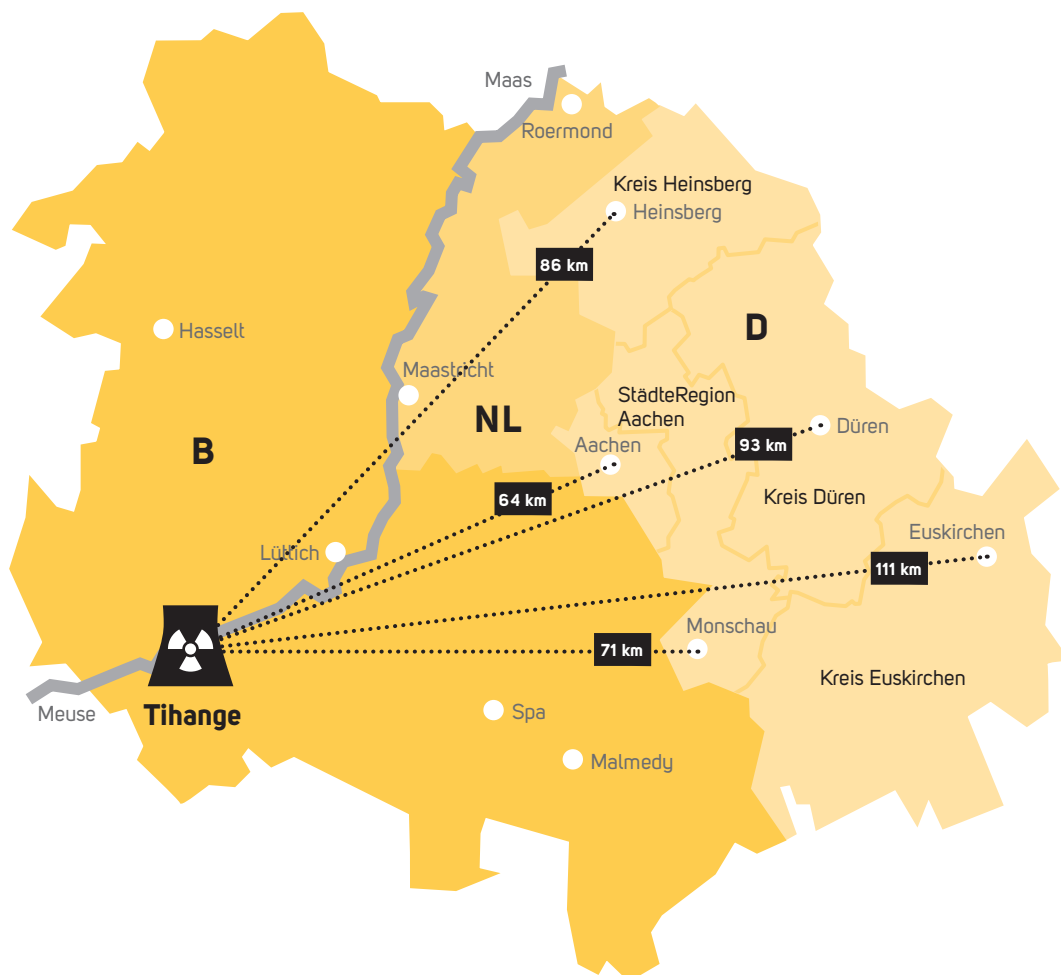 Maas
Roermond
Kreis Heinsberg
Heinsberg
86 km
D
Hasselt
Maastricht
StädteRegion
Aachen
NL
Düren
B
Aachen
93 km
64 km
Kreis Düren
Euskirchen
Lüttich
111 km
Monschau
71 km
Kreis Euskirchen
Meuse
Tihange
Spa
Malmedy